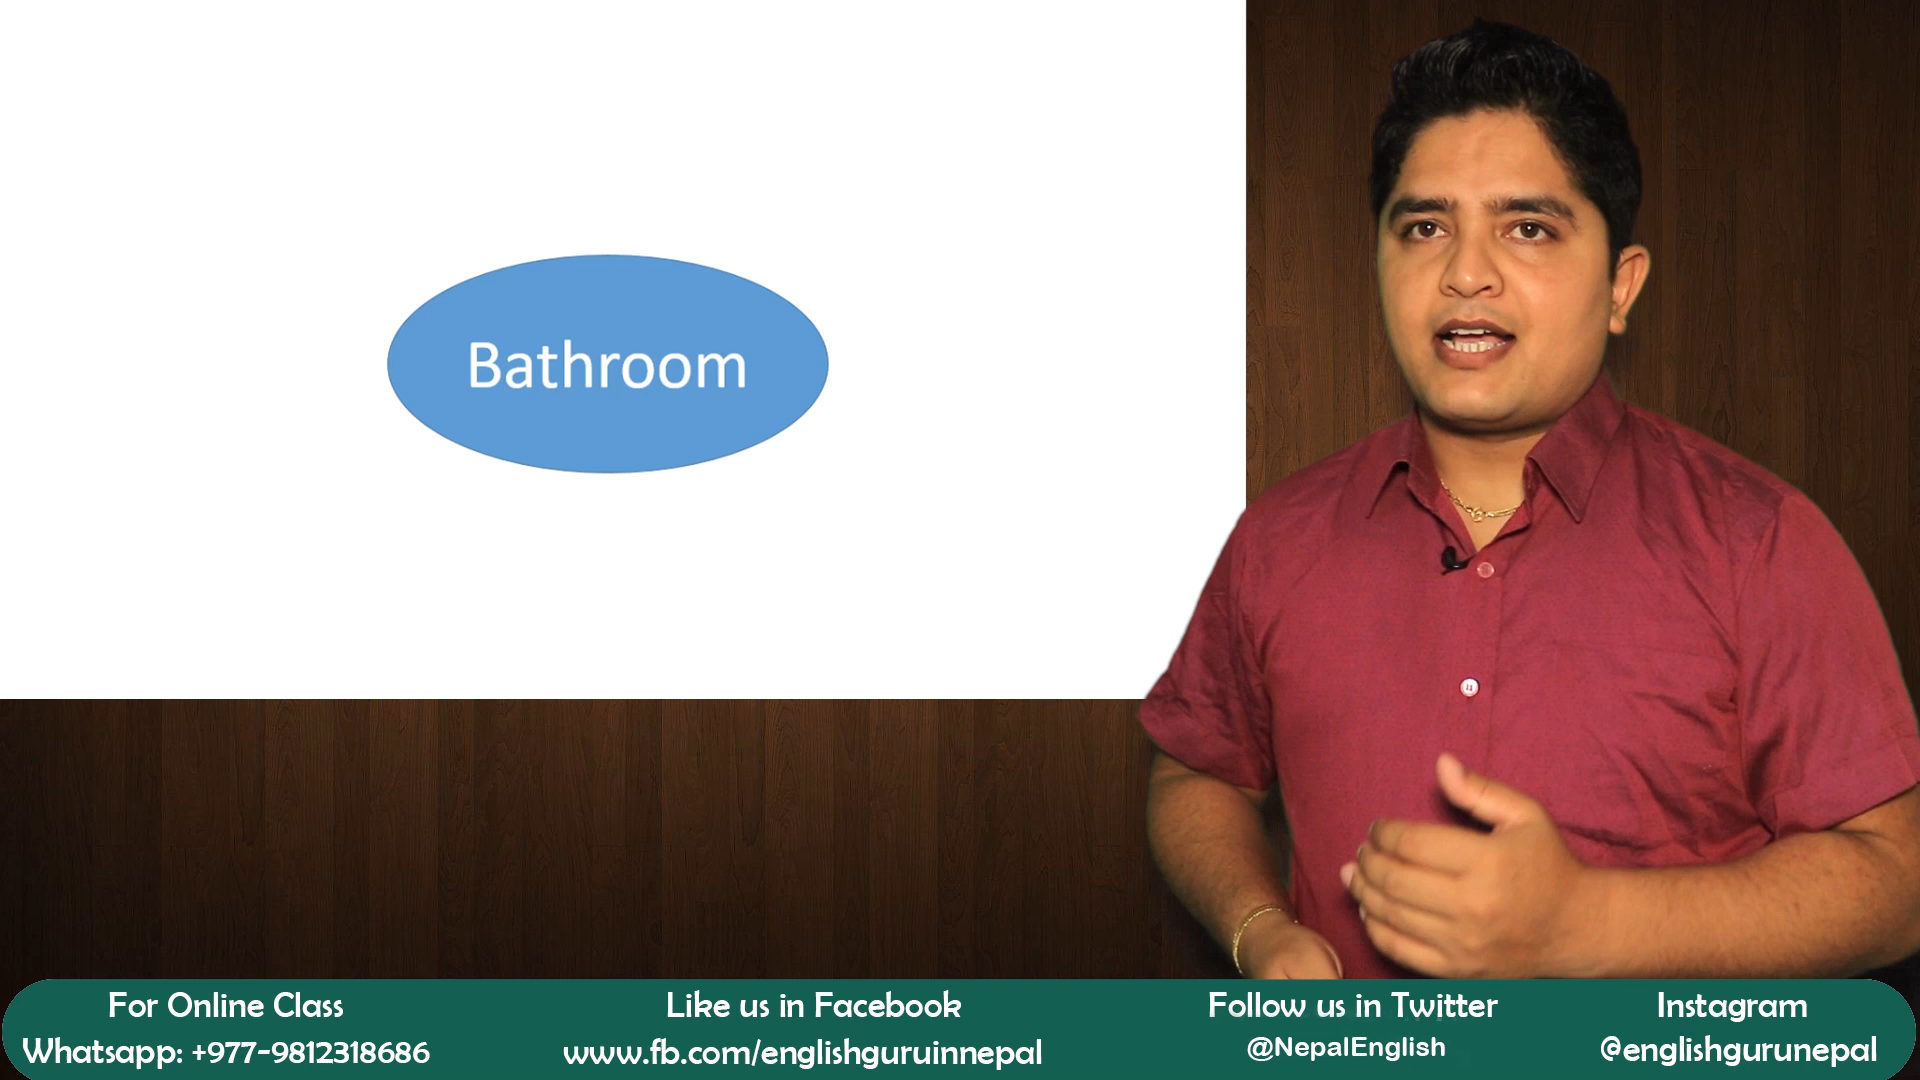 Bathroom
For Online Class
Whatsapp: +977-9812318686
Like us in Facebook
www.fb.com/englishguruinnepal
Follow us in Twitter
@NepalEnglish
Instagram
@englishgurunepal